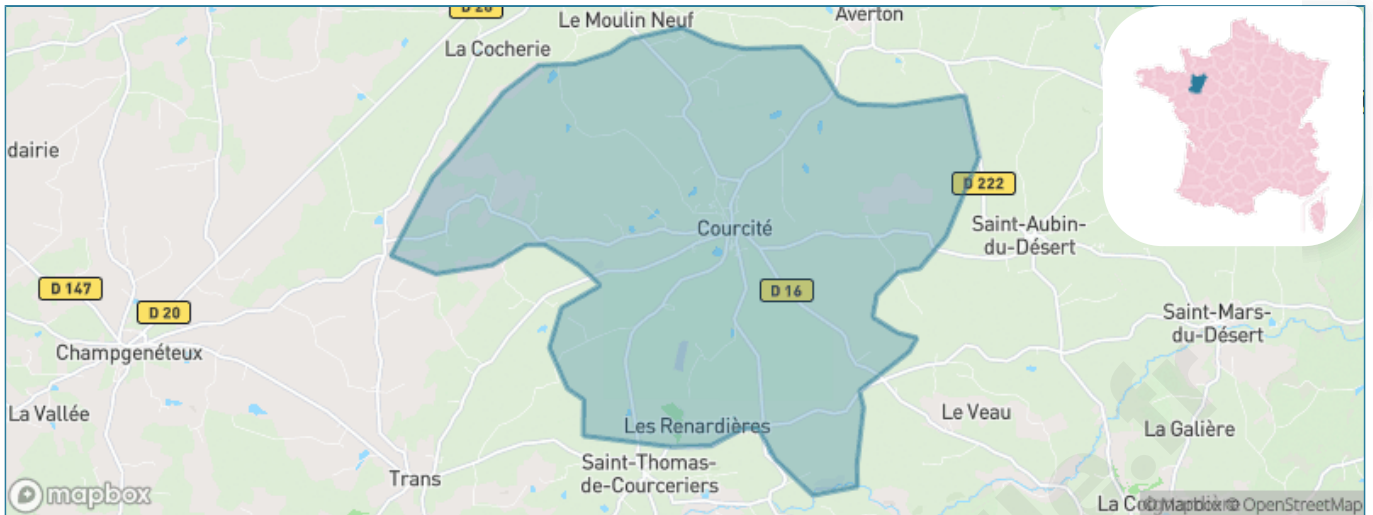 D 20
Le Moulin Neuf
Averton
La Cocherie
dairie
D 222
Courcité
Saint-Aubin-
du-Désert
D 147
D 16
D 20
Saint-Mars-
du-Désert
Champgenéteux
La Vallée
Le Veau
Les Renardières
La Galière
Saint-Thomas-
de-Courceriers
Trans
mapbox
© Mapbox © OpenStreetMap